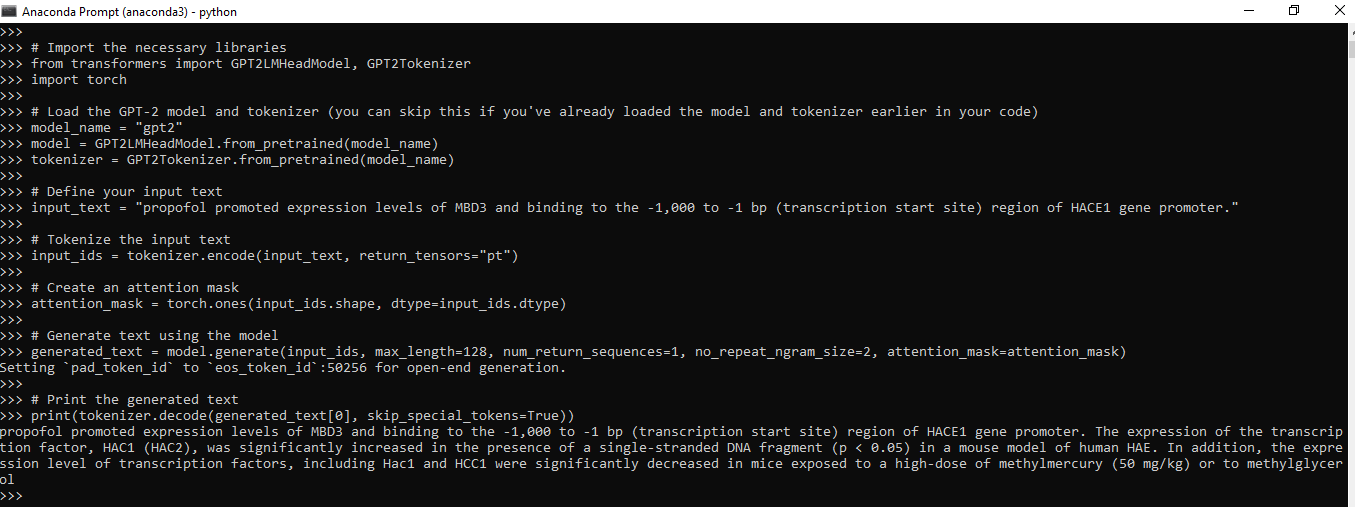 Anaconda Prompt (anaconda3) - python
>>>
>>> # Import the necessary libraries
>>> from transformers import GPT2LMHeadModel, GPT2Tokenizer
>>> import torch
>>>
>>> # Load the GPT-2 model and tokenizer (you can skip this if you've already loaded the model and tokenizer earlier in your code)
>>> model_name = "gpt2"
>>> model = GPT2LMHeadModel.from_pretrained(model_name)
>>> tokenizer = GPT2Tokenizer.from_pretrained(model_name)
>>>
>>> # Define your input text
>>> input_text = "propofol promoted expression levels of MBD3 and binding to the -1,000 to -1 bp (transcription start site) region of HACE1 gene promoter."
>>>
>>> # Tokenize the input text
>>> input_ids = tokenizer.encode(input_text, return_tensors="pt")
>>>
>>> # Create an attention mask
>>> attention_mask = torch.ones(input_ids.shape, dtype=input_ids.dtype)
>>>
>>> # Generate text using the model
>>> generated_text = model.generate(input_ids, max_length=128, num_return_sequences=1, no_repeat_ngram_size=2, attention_mask=attention_mask)
Setting `pad_token_id` to `eos_token_id`:50256 for open-end generation.
>>>
>>> # Print the generated text
>>> print(tokenizer.decode(generated_text[0], skip_special_tokens=True))
propofol promoted expression levels of MBD3 and binding to the -1,000 to -1 bp (transcription start site) region of HACE1 gene promoter. The expression of the transcrip
tion factor, HAC1 (HAC2), was significantly increased in the presence of a single-stranded DNA fragment (p < 0.05) in a mouse model of human HAE. In addition, the expre
ssion level of transcription factors, including Hac1 and HCC1 were significantly decreased in mice exposed to a high-dose of methylmercury (50 mg/kg) or to methylglycer
ol
>>>